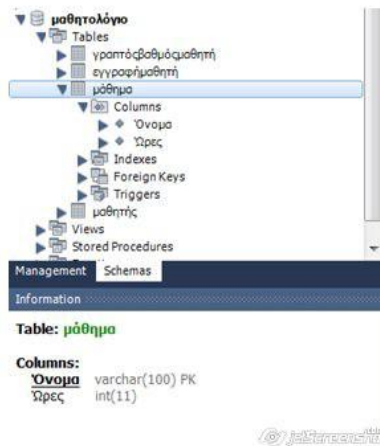 μαθητολόγιο
Tables
γραπτόςβαθμόςμαθητή
εγγραφήμαθητή
μάθημα
Columns
Όνομα
Ώρες
Indexes
Foreign Keys
Triggers
μαθητής
Views
Stored Procedures
Management Schemas
Information
Table: μάθημα
Columns:
Όνομα varchar(100) PK
Ώρες int(11)